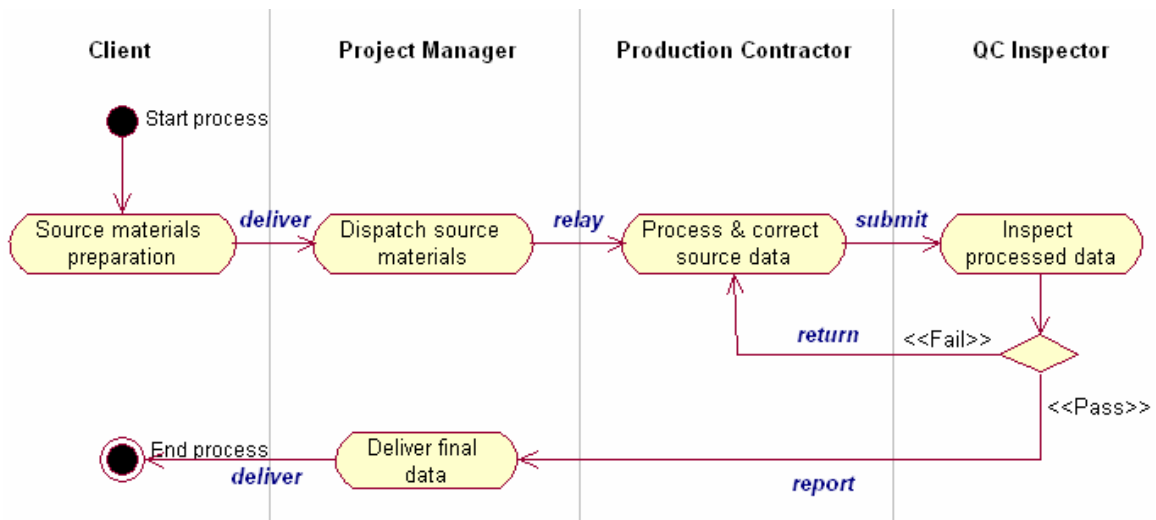 Client
Project Manager
Production Contractor
QC Inspector
Start process
Source materials
preparation
deliver
Dispatch source
materials
relay
Process & correct
source data
submit
Inspect
processed data
return
<<Fail>>
<<Pass>>
End process
deliver
Deliver final
data
report